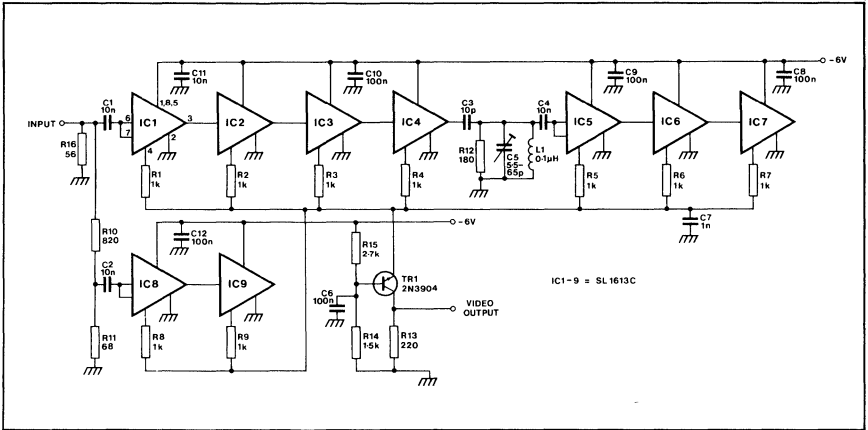 -6V
C11
10n
C10
100n
C9
100n
C8
100n
C1
10n
1,8,5
INPUT
6
7
IC1
3
2
4
IC2
IC3
IC4
C3
10p
C4
10n
IC5
IC6
IC7
R16
56
R12
180
C5
5·5-
65p
L1
0·1µH
R1
1k
R2
1k
R3
1k
R4
1k
R5
1k
R6
1k
R7
1k
C7
1n
-6V
R10
820
C12
100n
C2
10n
IC8
IC9
R15
2·7k
TR1
2N3904
IC1-9 = SL1613C
C6
100n
VIDEO
OUTPUT
R11
68
R8
1k
R9
1k
R14
1·5k
R13
220